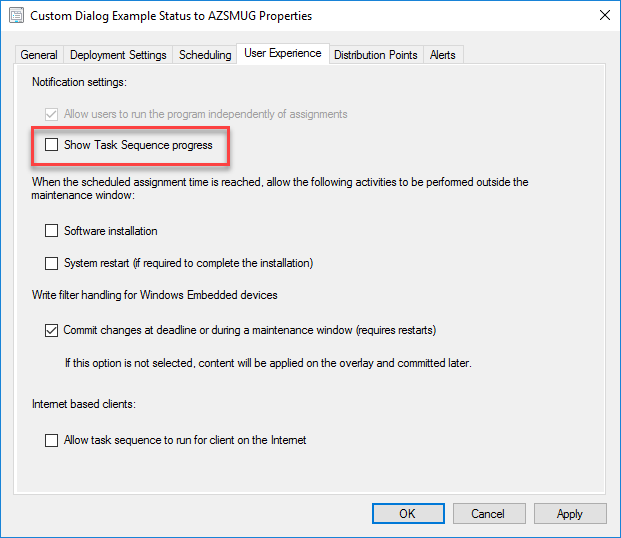 Custom Dialog Example Status to AZSMUG Properties
General Deployment Settings Scheduling User Experience Distribution Points Alerts
Notification settings:
Allow users to run the program independently of assignments
Show Task Sequence progress
When the scheduled assignment time is reached, allow the following activities to be performed outside the
maintenance window:
Software installation
System restart (if required to complete the installation)
Write filter handling for Windows Embedded devices
Commit changes at deadline or during a maintenance window (requires restarts)
If this option is not selected, content will be applied on the overlay and committed later.
Internet based clients:
Allow task sequence to run for client on the Internet
OK Cancel Apply